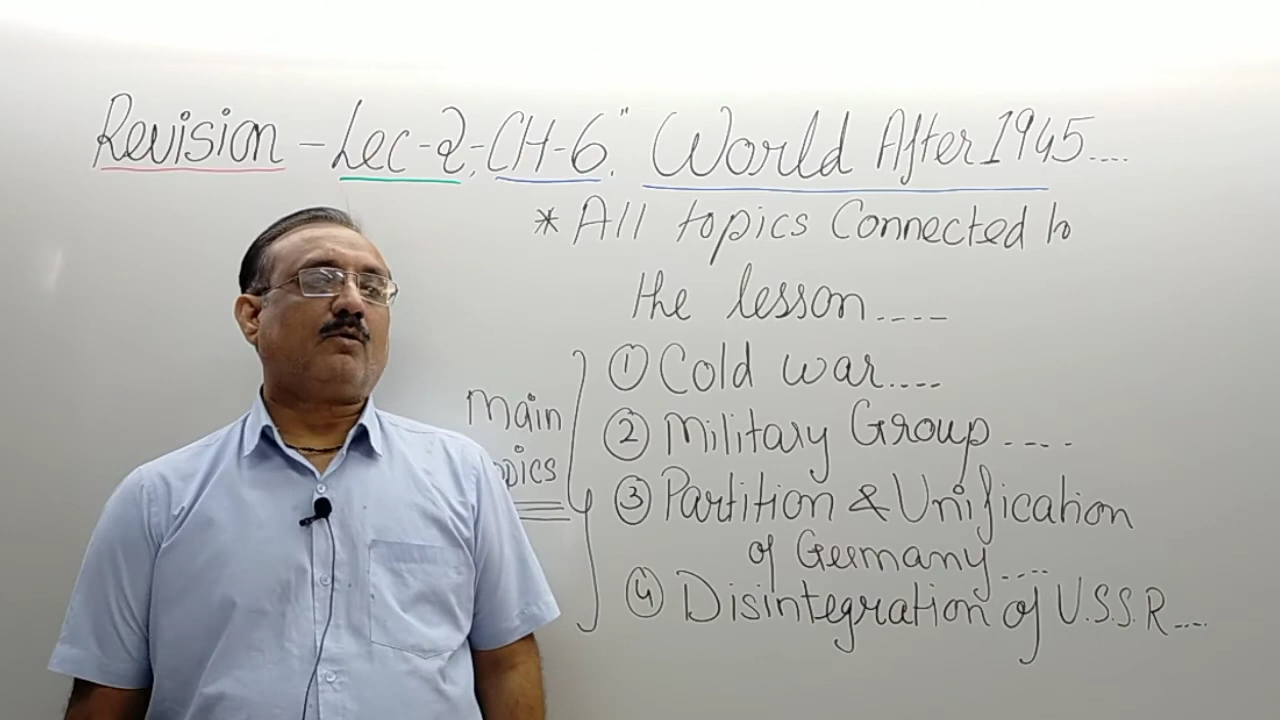 Revision - Lec-2, CH-6. " World After 1945....
* All topics Connected to
the lesson....
Main
① Cold war....
② Military Group....
③ Partition & Unification
of Germany....
④ Disintegration of U.S.S.R....